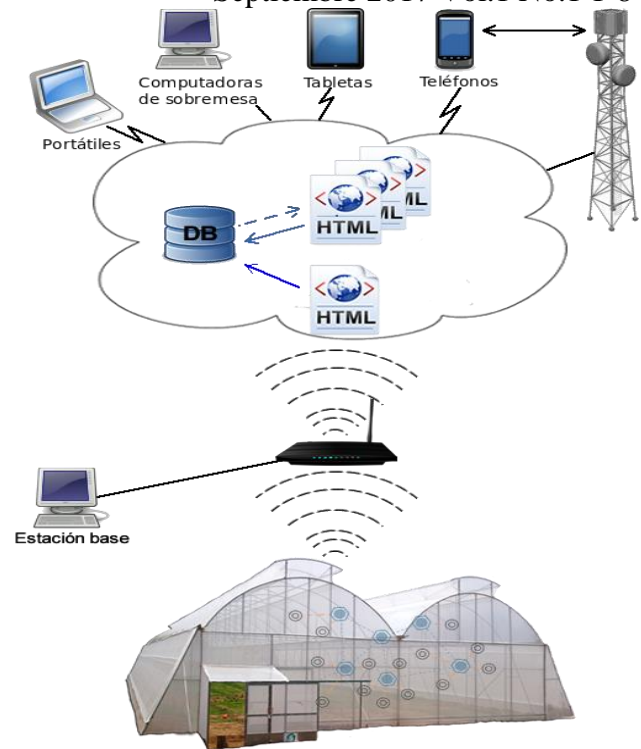 Computadoras
de sobremesa
Tabletas
Teléfonos
Portátiles
DB
HTML
HTML
Estación base